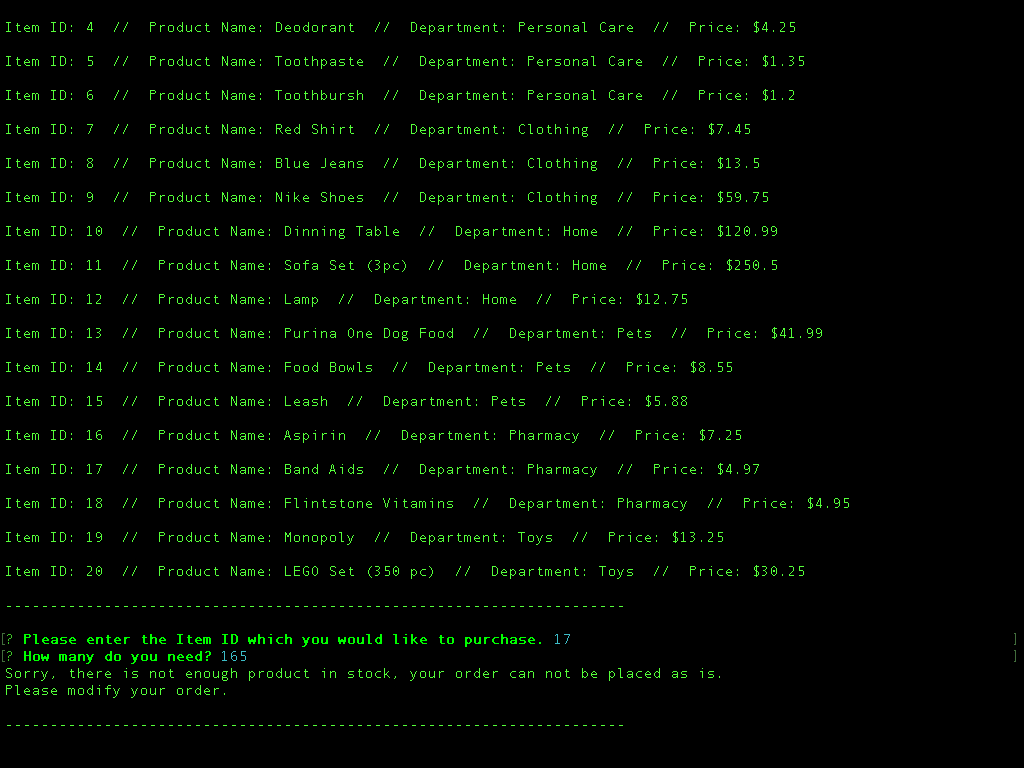 Item ID: 4  //  Product Name: Deodorant  //  Department: Personal Care  //  Price: $4.25
Item ID: 5  //  Product Name: Toothpaste  //  Department: Personal Care  //  Price: $1.35
Item ID: 6  //  Product Name: Toothbursh  //  Department: Personal Care  //  Price: $1.2
Item ID: 7  //  Product Name: Red Shirt  //  Department: Clothing  //  Price: $7.45
Item ID: 8  //  Product Name: Blue Jeans  //  Department: Clothing  //  Price: $13.5
Item ID: 9  //  Product Name: Nike Shoes  //  Department: Clothing  //  Price: $59.75
Item ID: 10  //  Product Name: Dinning Table  //  Department: Home  //  Price: $120.99
Item ID: 11  //  Product Name: Sofa Set (3pc)  //  Department: Home  //  Price: $250.5
Item ID: 12  //  Product Name: Lamp  //  Department: Home  //  Price: $12.75
Item ID: 13  //  Product Name: Purina One Dog Food  //  Department: Pets  //  Price: $41.99
Item ID: 14  //  Product Name: Food Bowls  //  Department: Pets  //  Price: $8.55
Item ID: 15  //  Product Name: Leash  //  Department: Pets  //  Price: $5.88
Item ID: 16  //  Product Name: Aspirin  //  Department: Pharmacy  //  Price: $7.25
Item ID: 17  //  Product Name: Band Aids  //  Department: Pharmacy  //  Price: $4.97
Item ID: 18  //  Product Name: Flintstone Vitamins  //  Department: Pharmacy  //  Price: $4.95
Item ID: 19  //  Product Name: Monopoly  //  Department: Toys  //  Price: $13.25
Item ID: 20  //  Product Name: LEGO Set (350 pc)  //  Department: Toys  //  Price: $30.25
---------------------------------------------------------------------
[? Please enter the Item ID which you would like to purchase. 17 ]
[? How many do you need? 165 ]
Sorry, there is not enough product in stock, your order can not be placed as is.
Please modify your order.
---------------------------------------------------------------------